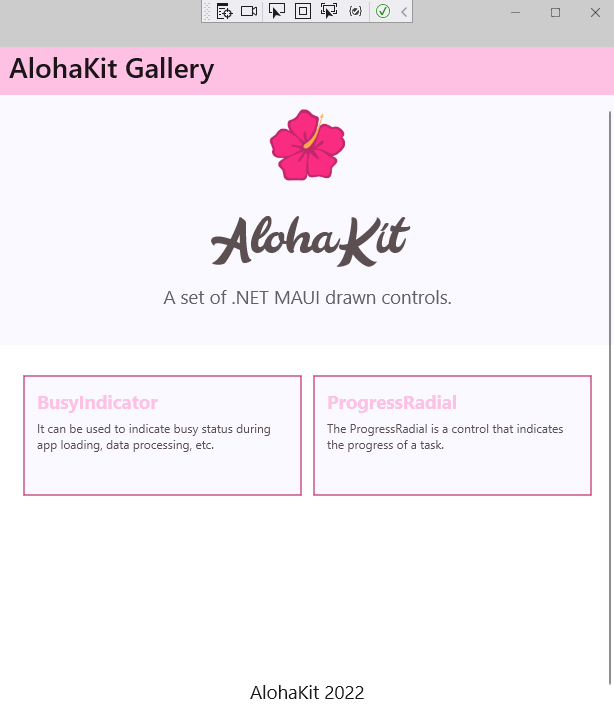 AlohaKit Gallery
AlohaKit
A set of .NET MAUI drawn controls.
BusyIndicator
It can be used to indicate busy status during
app loading, data processing, etc.
ProgressRadial
The ProgressRadial is a control that indicates
the progress of a task.
AlohaKit 2022